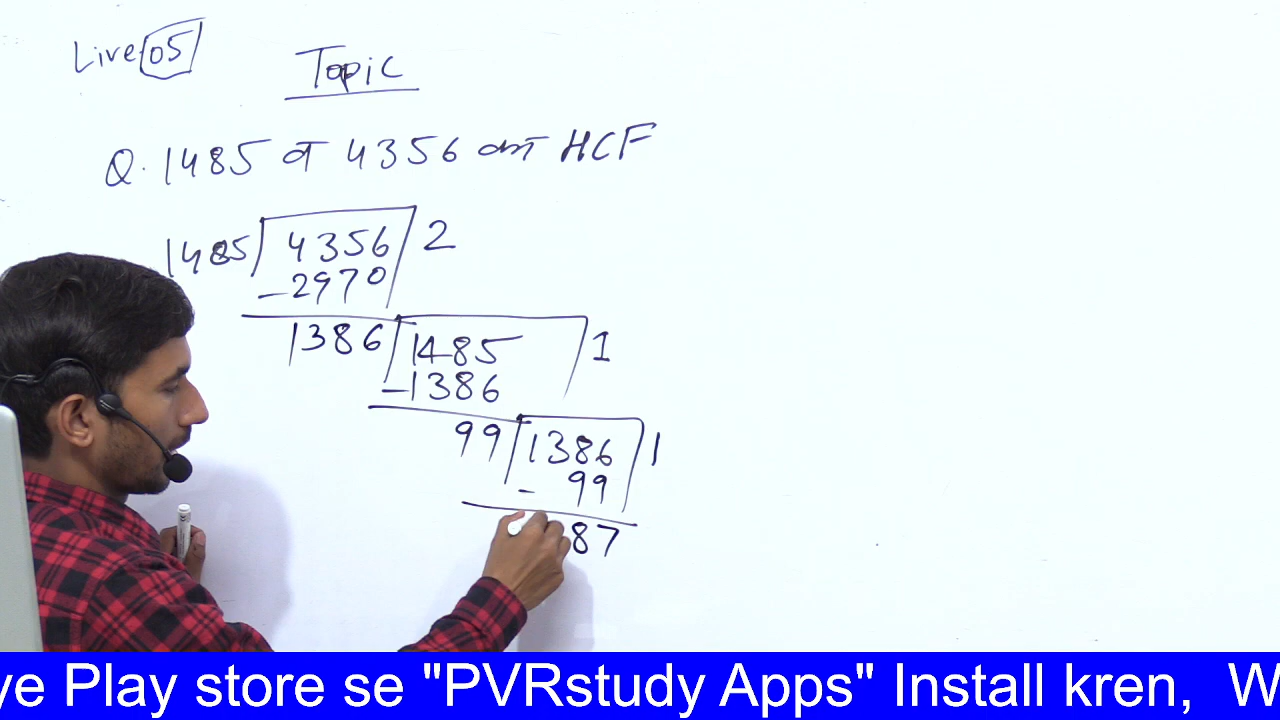 Live 05
Topic
Q. 1485 व 4356 का HCF
1485) 4356 / 2
-2970
1386 / 1485 / 1
-1386
99 / 1386 / 1
- 99
87
ye Play store se "PVRstudy Apps" Install kren, W